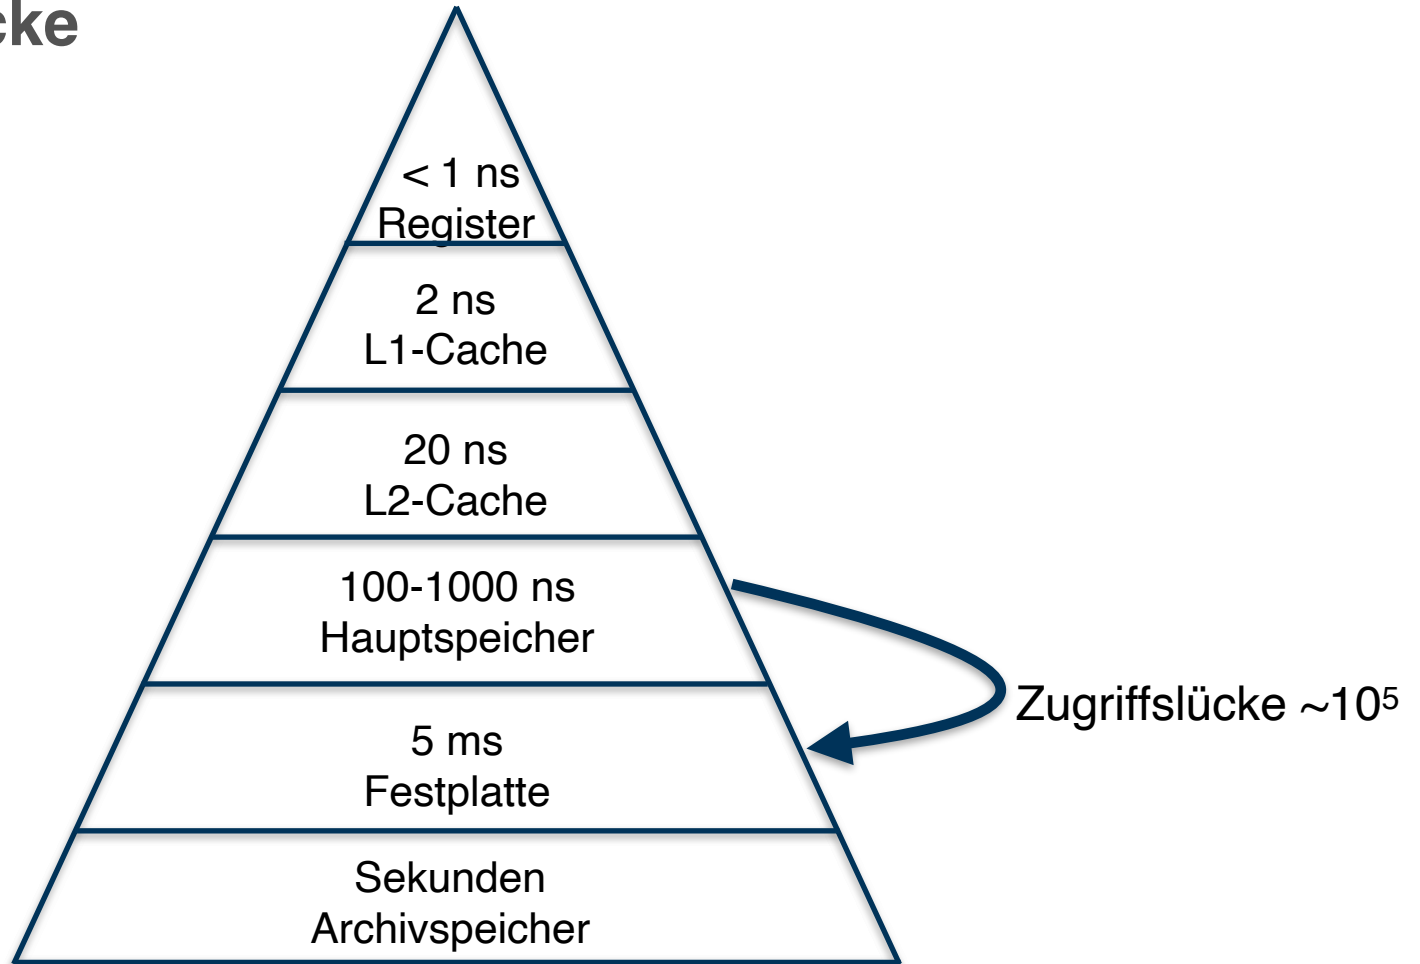 cke
< 1 ns
Register
2 ns
L1-Cache
20 ns
L2-Cache
100-1000 ns
Hauptspeicher
Zugriffslücke ~10⁵
5 ms
Festplatte
Sekunden
Archivspeicher